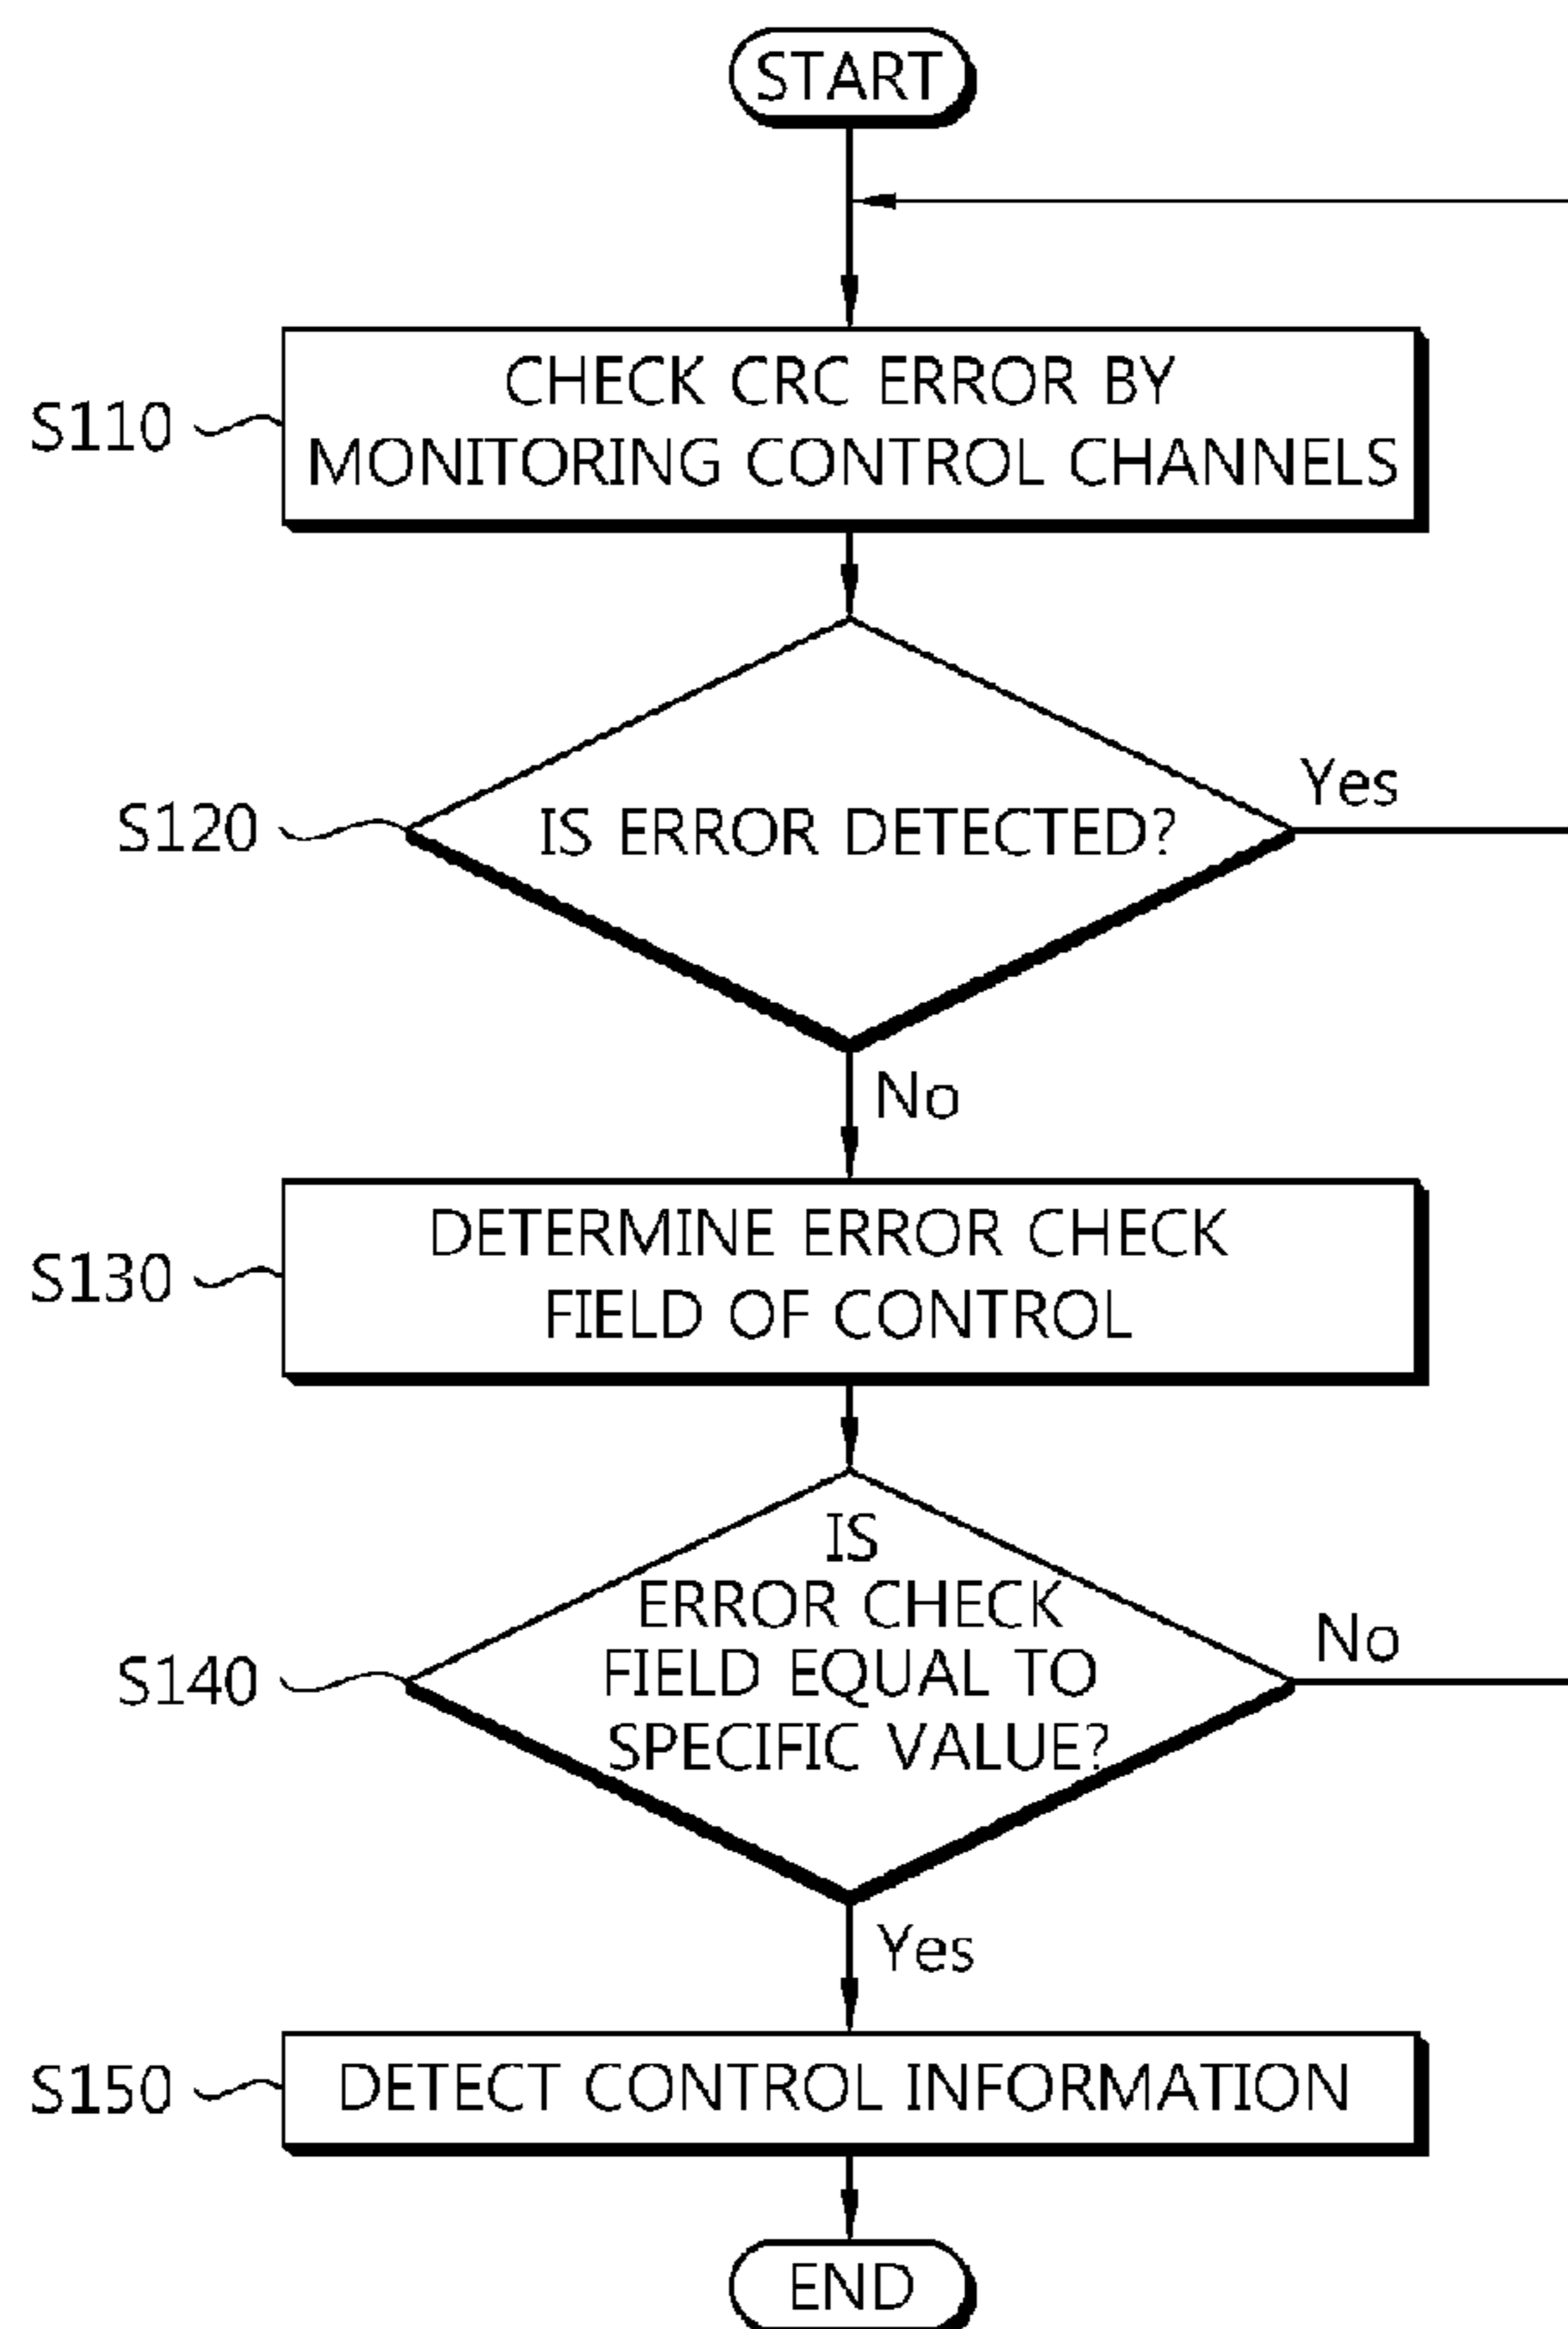 START
S110
CHECK CRC ERROR BY
MONITORING CONTROL CHANNELS
S120
IS ERROR DETECTED?
Yes
No
S130
DETERMINE ERROR CHECK
FIELD OF CONTROL
S140
IS
ERROR CHECK
FIELD EQUAL TO
SPECIFIC VALUE?
No
Yes
S150
DETECT CONTROL INFORMATION
END